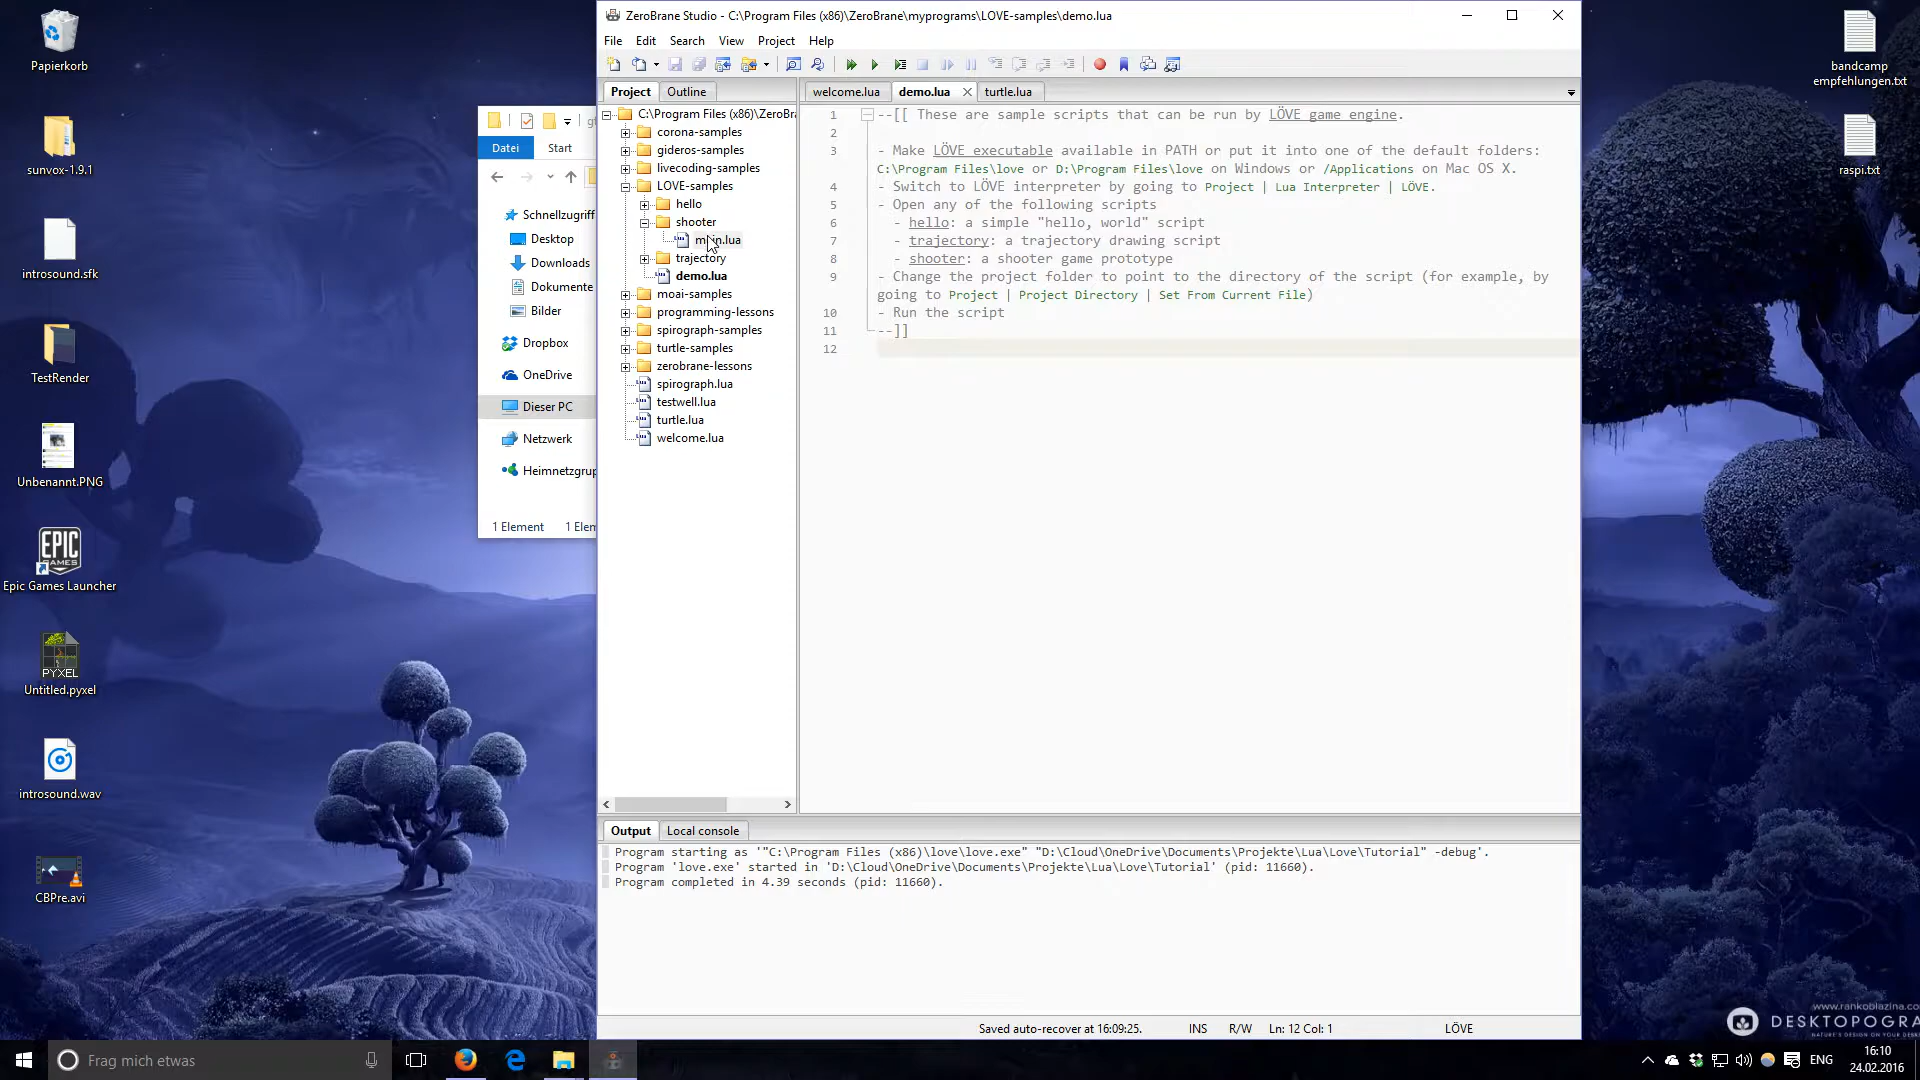 Papierkorb
sunvox-1.9.1
introsound.sfk
TestRender
Unbenannt.PNG
EPIC
GAMES
Epic Games Launcher
PYXEL
Untitled.pyxel
introsound.wav
CBPre.avi
Datei Start
Schnellzugriff
Desktop
Downloads
Dokumente
Bilder
Dropbox
OneDrive
Dieser PC
Netzwerk
Heimnetzgrup
1 Element 1 Elem
ZeroBrane Studio - C:\Program Files (x86)\ZeroBrane\myprograms\LOVE-samples\demo.lua
File Edit Search View Project Help
Project Outline
C:\Program Files (x86)\ZeroBra
corona-samples
gideros-samples
livecoding-samples
LOVE-samples
hello
shooter
main.lua
trajectory
demo.lua
moai-samples
programming-lessons
spirograph-samples
turtle-samples
zerobrane-lessons
spirograph.lua
testwell.lua
turtle.lua
welcome.lua
welcome.lua demo.lua turtle.lua
1 --[[ These are sample scripts that can be run by LÖVE game engine.
2
3 - Make LÖVE executable available in PATH or put it into one of the default folders:
C:\Program Files\love or D:\Program Files\love on Windows or /Applications on Mac OS X.
4 - Switch to LÖVE interpreter by going to Project | Lua Interpreter | LÖVE.
5 - Open any of the following scripts
6 - hello: a simple "hello, world" script
7 - trajectory: a trajectory drawing script
8 - shooter: a shooter game prototype
9 - Change the project folder to point to the directory of the script (for example, by
going to Project | Project Directory | Set From Current File)
10 - Run the script
11 --]]
12
Output Local console
Program starting as '"C:\Program Files (x86)\love\love.exe" "D:\Cloud\OneDrive\Documents\Projekte\Lua\Love\Tutorial" -debug'.
Program 'love.exe' started in 'D:\Cloud\OneDrive\Documents\Projekte\Lua\Love\Tutorial' (pid: 11660).
Program completed in 4.39 seconds (pid: 11660).
Saved auto-recover at 16:09:25. INS R/W Ln: 12 Col: 1 LÖVE
bandcamp
empfehlungen.txt
raspi.txt
www.rankoblazina.co
DESKTOPOGRA
Frag mich etwas
ENG
16:10
24.02.2016